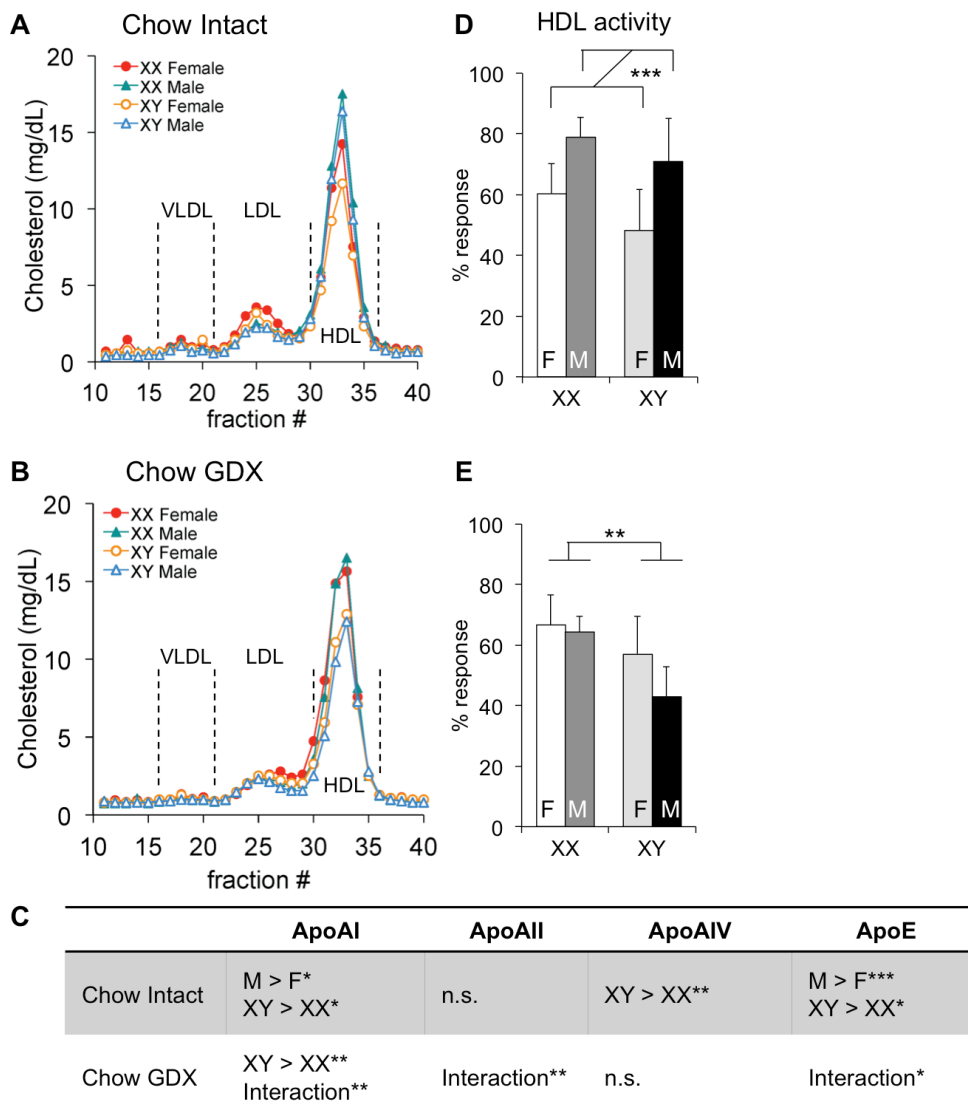 A
Chow Intact
XX Female
XX Male
XY Female
XY Male
Cholesterol (mg/dL)
20
15
10
5
0
VLDL
LDL
HDL
10 15 20 25 30 35 40
fraction #
D
HDL activity
***
% response
100
80
60
40
20
0
F M F M
XX XY
B
Chow GDX
XX Female
XX Male
XY Female
XY Male
Cholesterol (mg/dL)
20
15
10
5
0
VLDL
LDL
HDL
10 15 20 25 30 35 40
fraction #
E
**
% response
100
80
60
40
20
0
F M F M
XX XY
C
ApoAI ApoAII ApoAIV ApoE
Chow Intact
M > F*
XY > XX*
n.s.
XY > XX**
M > F***
XY > XX*
Chow GDX
XY > XX**
Interaction**
Interaction**
n.s.
Interaction*